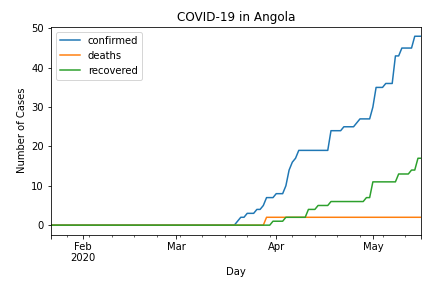 COVID-19 in Angola
confirmed
deaths
recovered
Number of Cases
50
40
30
20
10
0
Feb
2020
Mar
Apr
May
Day